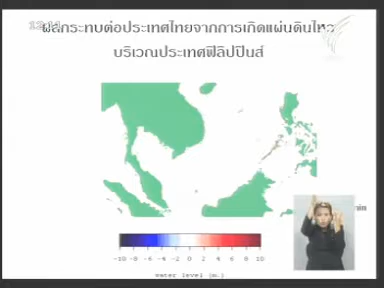 12:11
ผลกระทบต่อประเทศไทยจากการเกิดแผ่นดินไหว
บริเวณประเทศฟิลิปปินส์
min
-10 -8 -6 -4 -2 0 2 4 6 8 10
water level (m.)